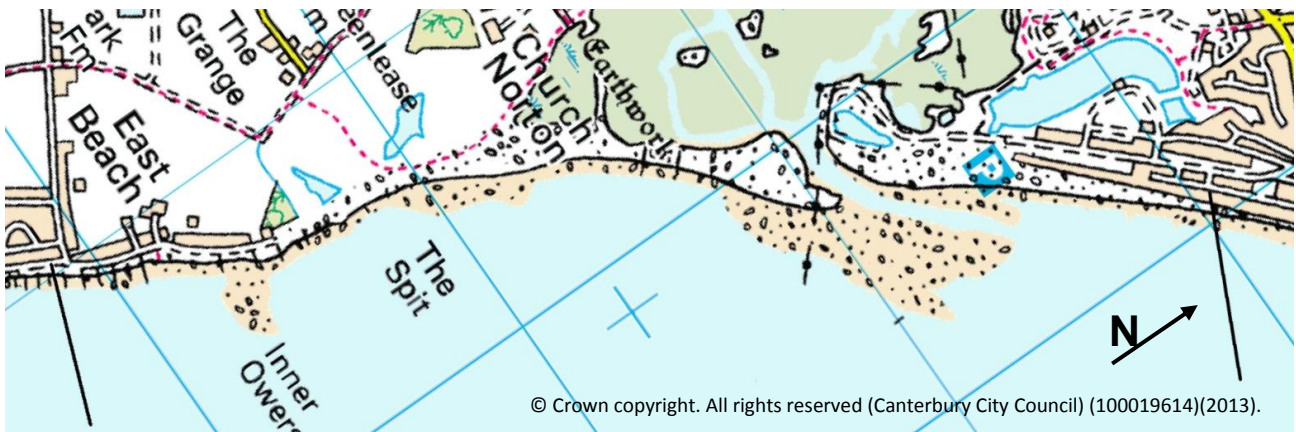 ark
Fm
The
Grange
eenlease
m
Church
Norton
Earthwork
East
Beach
P
The
Spit
Inner
Owers
N
© Crown copyright. All rights reserved (Canterbury City Council) (100019614)(2013).